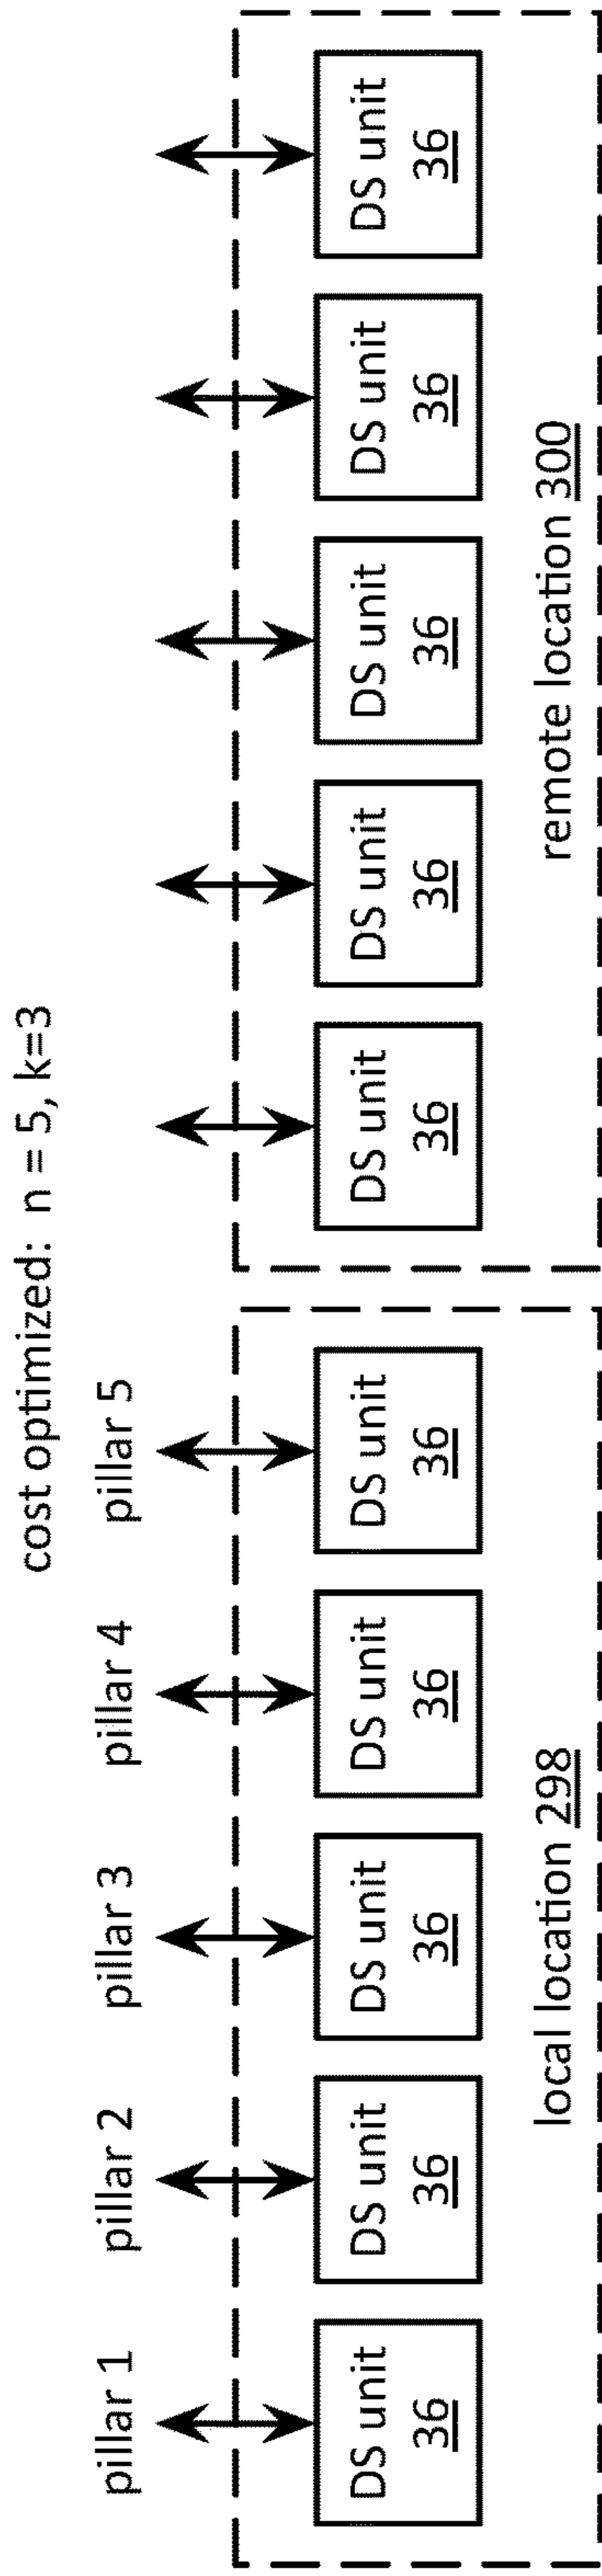 cost optimized: n = 5, k=3
pillar 1
pillar 2
pillar 3
pillar 4
pillar 5
DS unit
36
DS unit
36
DS unit
36
DS unit
36
DS unit
36
DS unit
36
DS unit
36
DS unit
36
DS unit
36
DS unit
36
local location 298
remote location 300